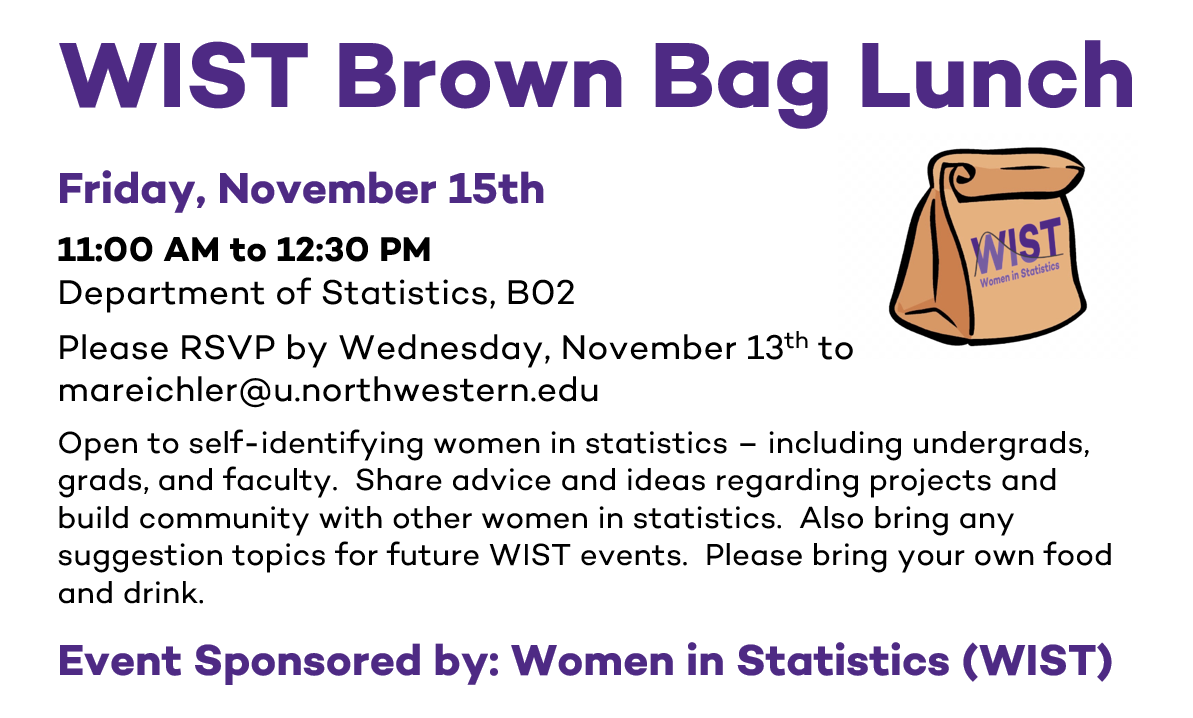 WIST Brown Bag Lunch
Friday, November 15th
11:00 AM to 12:30 PM
Department of Statistics, B02
Please RSVP by Wednesday, November 13th to
mareichler@u.northwestern.edu
WIST
Women in Statistics
Open to self-identifying women in statistics – including undergrads,
grads, and faculty.  Share advice and ideas regarding projects and
build community with other women in statistics.  Also bring any
suggestion topics for future WIST events.  Please bring your own food
and drink.
Event Sponsored by: Women in Statistics (WIST)